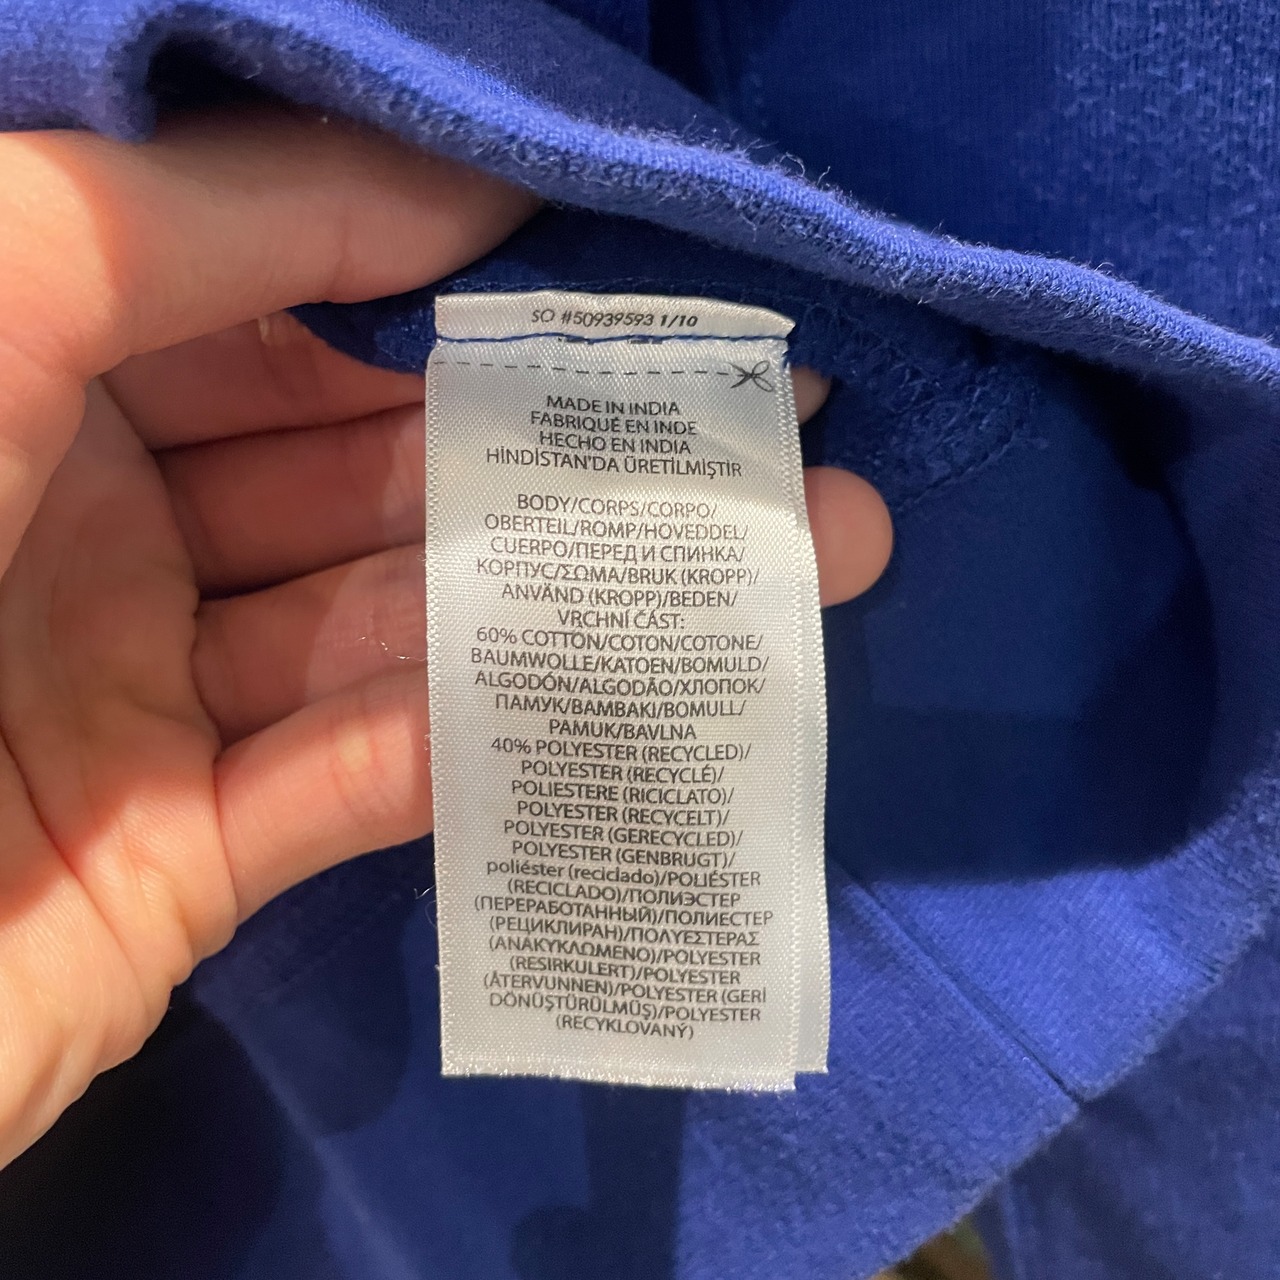 SO #50939593 1/10
MADE IN INDIA
FABRIQUÉ EN INDE
HECHO EN INDIA
HİNDİSTAN'DA ÜRETİLMİŞTİR
BODY/CORPS/CORPO/
OBERTEIL/ROMP/HOVEDDEL/
CUERPO/ПЕРЕД И СПИНКА/
КОРПУС/ΣΩΜΑ/BRUK (KROPP)/
ANVÄND (KROPP)/BEDEN/
VRCHNÍ ČÁST:
60% COTTON/COTON/COTONE/
BAUMWOLLE/KATOEN/BOMULD/
ALGODÓN/ALGODÃO/ХЛОПОК/
ПАМУК/ΒΑΜΒΑΚΙ/BOMULL/
PAMUK/BAVLNA
40% POLYESTER (RECYCLED)/
POLYESTER (RECYCLÉ)/
POLIESTERE (RICICLATO)/
POLYESTER (RECYCELT)/
POLYESTER (GERECYCLED)/
POLYESTER (GENBRUGT)/
poliéster (reciclado)/POLIÉSTER
(RECICLADO)/ПОЛИЭСТЕР
(ПЕРЕРАБОТАННЫЙ)/ПОЛИЕСТЕР
(РЕЦИКЛИРАН)/ΠΟΛΥΕΣΤΕΡΑΣ
(ΑΝΑΚΥΚΛΩΜΕΝΟ)/POLYESTER
(RESIRKULERT)/POLYESTER
(ÅTERVUNNEN)/POLYESTER (GERİ
DÖNÜŞTÜRÜLMÜŞ)/POLYESTER
(RECYKLOVANÝ)